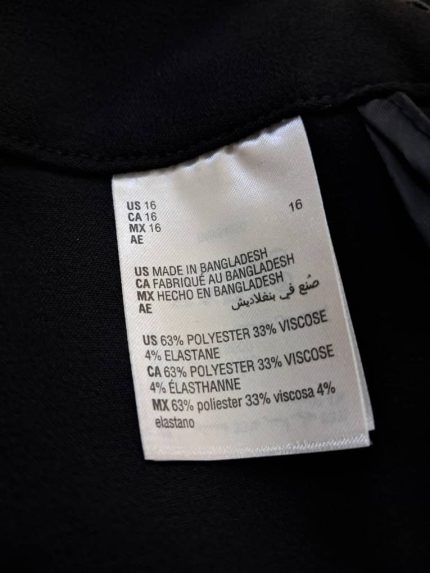 US 16
CA 16
MX 16
AE
16
US MADE IN BANGLADESH
CA FABRIQUÉ AU BANGLADESH
MX HECHO EN BANGLADESH
AE صُنع في بنغلاديش
US 63% POLYESTER 33% VISCOSE
4% ELASTANE
CA 63% POLYESTER 33% VISCOSE
4% ÉLASTHANNE
MX 63% poliester 33% viscosa 4%
elastano